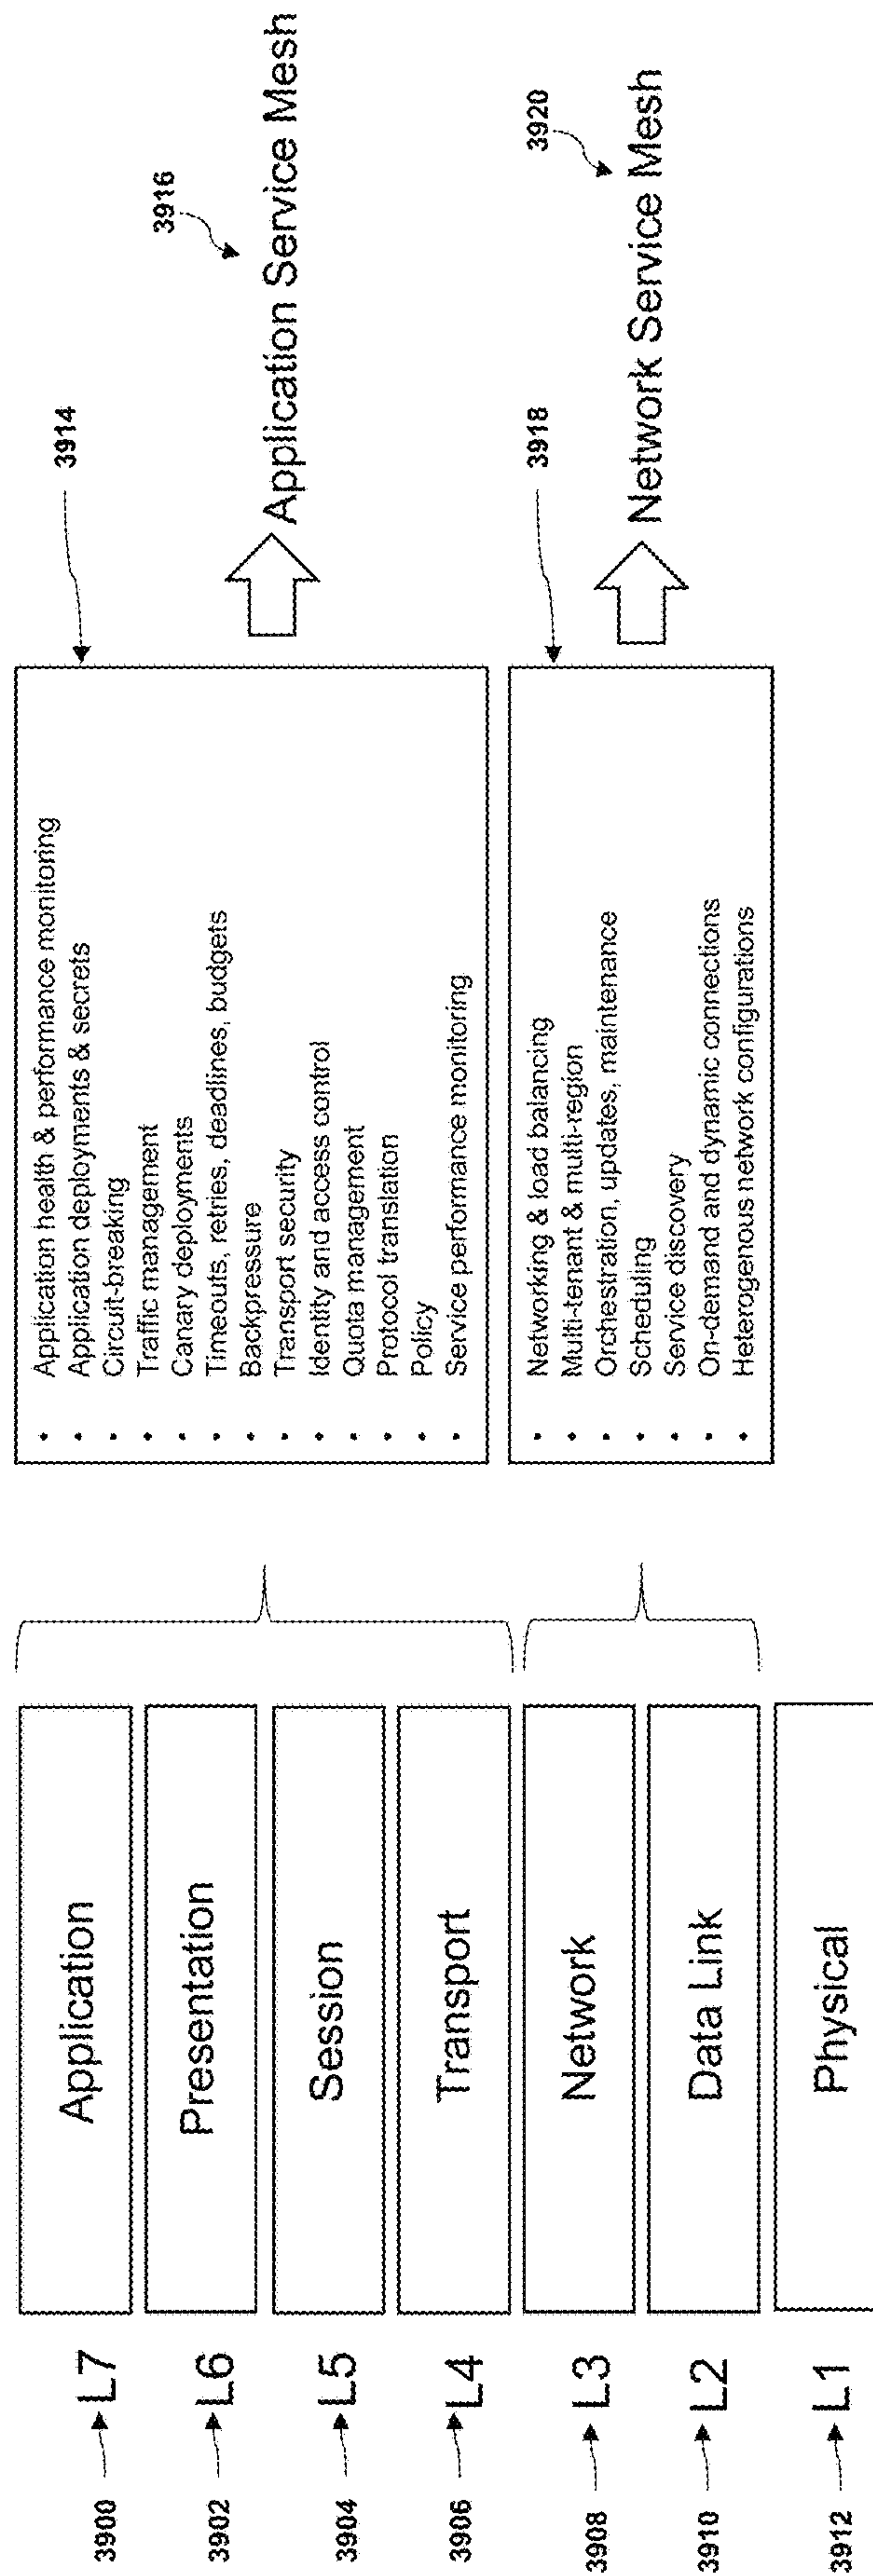 3900
L7
Application
3902
L6
Presentation
3904
L5
Session
3906
L4
Transport
3908
L3
Network
3910
L2
Data Link
3912
L1
Physical
• Application health & performance monitoring
• Application deployments & secrets
• Circuit-breaking
• Traffic management
• Canary deployments
• Timeouts, retries, deadlines, budgets
• Backpressure
• Transport security
• Identity and access control
• Quota management
• Protocol translation
• Policy
• Service performance monitoring
3914
Application Service Mesh
3916
• Networking & load balancing
• Multi-tenant & multi-region
• Orchestration, updates, maintenance
• Scheduling
• Service discovery
• On-demand and dynamic connections
• Heterogenous network configurations
3918
Network Service Mesh
3920